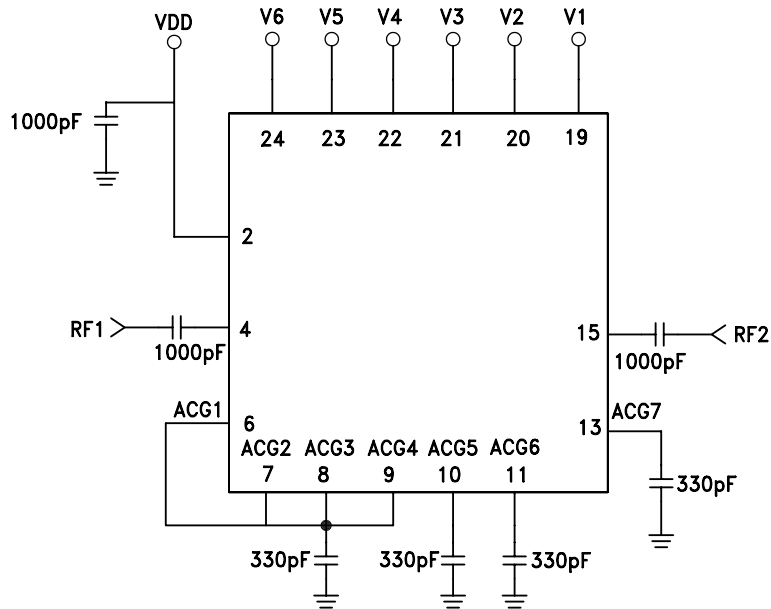 VDD V6 V5 V4 V3 V2 V1
1000pF
24 23 22 21 20 19
2
RF1 4 15 RF2
1000pF 1000pF
ACG1 6 13 ACG7
ACG2 ACG3 ACG4 ACG5 ACG6
7 8 9 10 11
330pF
330pF 330pF 330pF